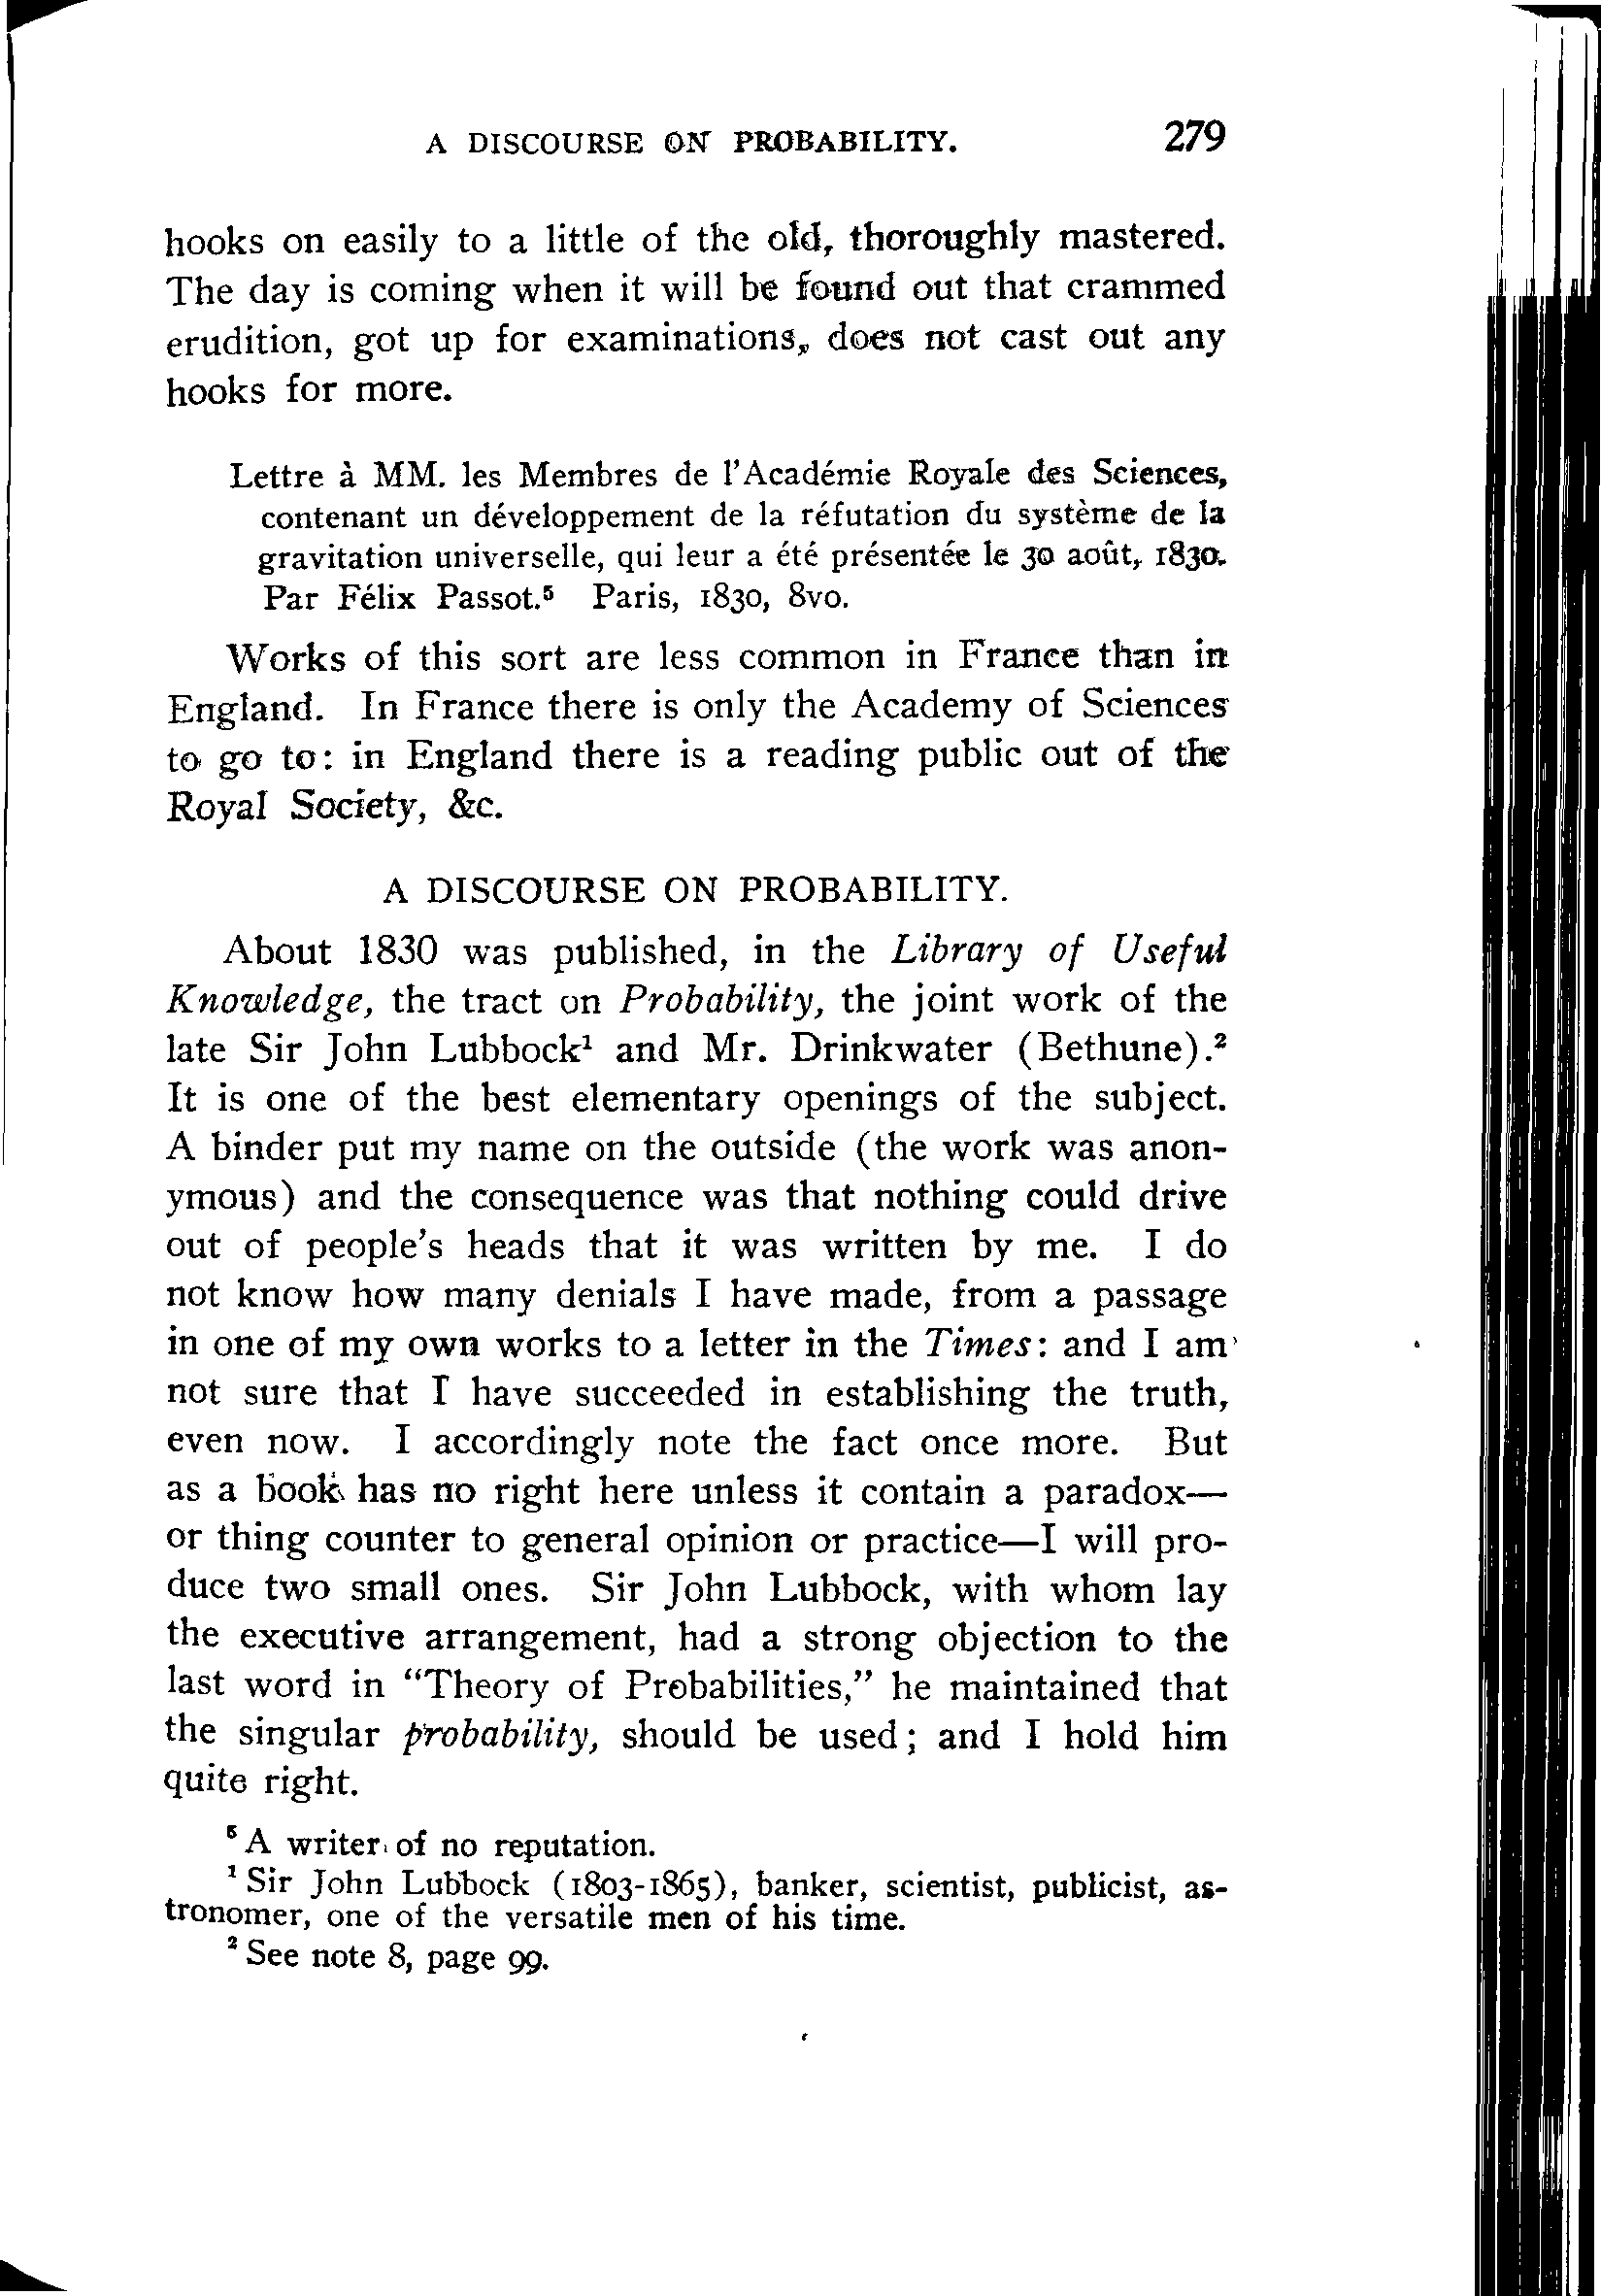 A DISCOURSE ON PROBABILITY. 279
hooks on easily to a little of the old, thoroughly mastered.
The day is coming when it will be found out that crammed
erudition, got up for examinations, does not cast out any
hooks for more.
Lettre à MM. les Membres de l'Académie Royale des Sciences,
contenant un développement de la réfutation du système de la
gravitation universelle, qui leur a été présentée le 30 août, 1830.
Par Félix Passot.⁵ Paris, 1830, 8vo.
Works of this sort are less common in France than in
England. In France there is only the Academy of Sciences
to go to: in England there is a reading public out of the
Royal Society, &c.
A DISCOURSE ON PROBABILITY.
About 1830 was published, in the Library of Useful
Knowledge, the tract on Probability, the joint work of the
late Sir John Lubbock¹ and Mr. Drinkwater (Bethune).²
It is one of the best elementary openings of the subject.
A binder put my name on the outside (the work was anon-
ymous) and the consequence was that nothing could drive
out of people's heads that it was written by me. I do
not know how many denials I have made, from a passage
in one of my own works to a letter in the Times: and I am
not sure that I have succeeded in establishing the truth,
even now. I accordingly note the fact once more. But
as a book has no right here unless it contain a paradox—
or thing counter to general opinion or practice—I will pro-
duce two small ones. Sir John Lubbock, with whom lay
the executive arrangement, had a strong objection to the
last word in "Theory of Probabilities," he maintained that
the singular probability, should be used; and I hold him
quite right.
⁵ A writer of no reputation.
¹ Sir John Lubbock (1803-1865), banker, scientist, publicist, as-
tronomer, one of the versatile men of his time.
² See note 8, page 99.